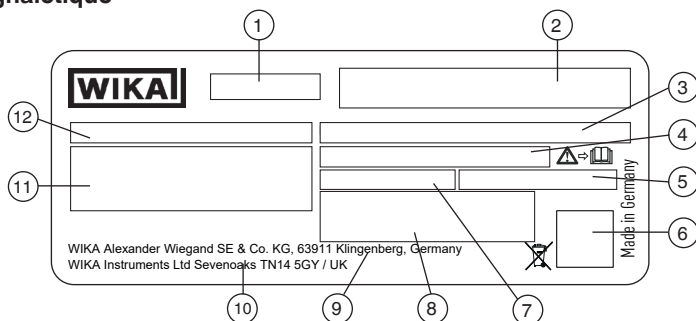 gnalétique
1
2
WIKA
3
12
4
11
5
Made in Germany
6
WIKA Alexander Wiegand SE & Co. KG, 63911 Klingenberg, Germany
WIKA Instruments Ltd Sevenoaks TN14 5GY / UK
10
9
8
7